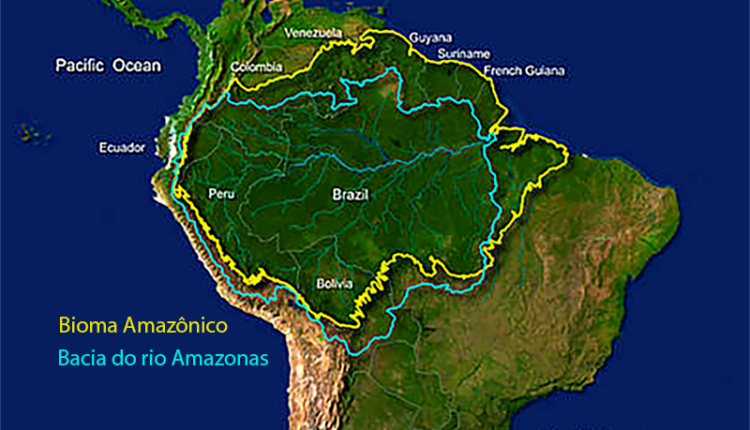 Venezuela
Guyana
Suriname
Pacific Ocean
Colombia
French Guiana
Ecuador
Peru
Brazil
Bolivia
Bioma Amazônico
Bacia do rio Amazonas